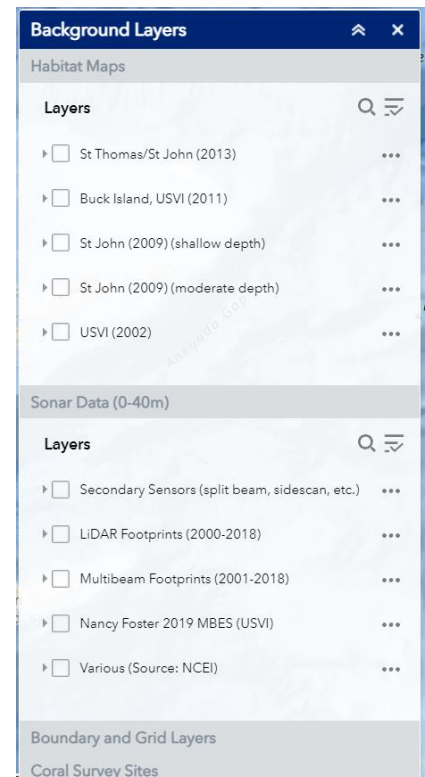 Background Layers
Habitat Maps
Layers
St Thomas/St John (2013)
Buck Island, USVI (2011)
St John (2009) (shallow depth)
St John (2009) (moderate depth)
USVI (2002)
Anegada Gap
Sonar Data (0-40m)
Layers
Secondary Sensors (split beam, sidescan, etc.)
LiDAR Footprints (2000-2018)
Multibeam Footprints (2001-2018)
Nancy Foster 2019 MBES (USVI)
Various (Source: NCEI)
Boundary and Grid Layers
Coral Survey Sites